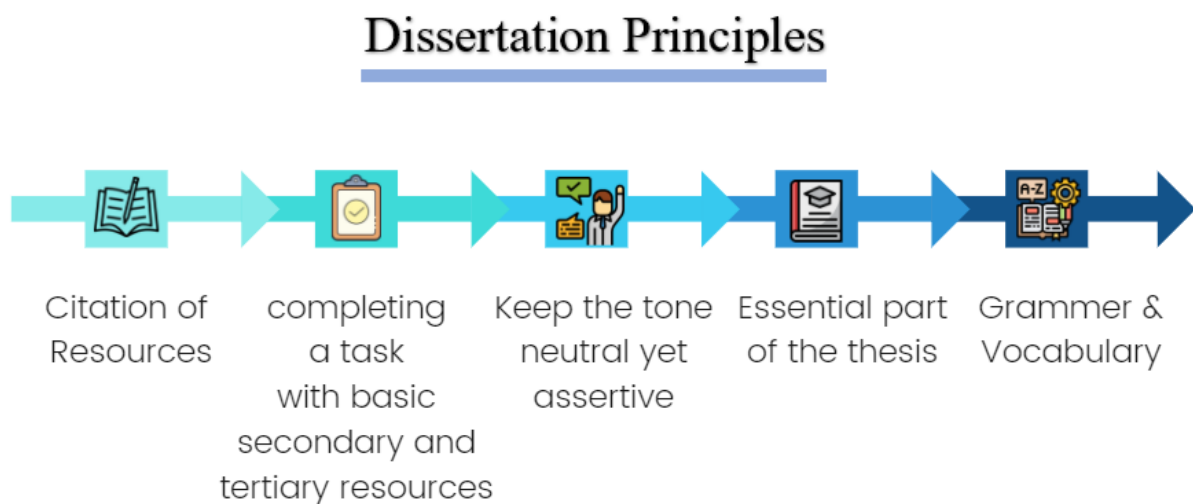 Dissertation Principles
A-Z
Citation of
Resources
completing
a task
with basic
secondary and
tertiary resources
Keep the tone
neutral yet
assertive
Essential part
of the thesis
Grammer &
Vocabulary